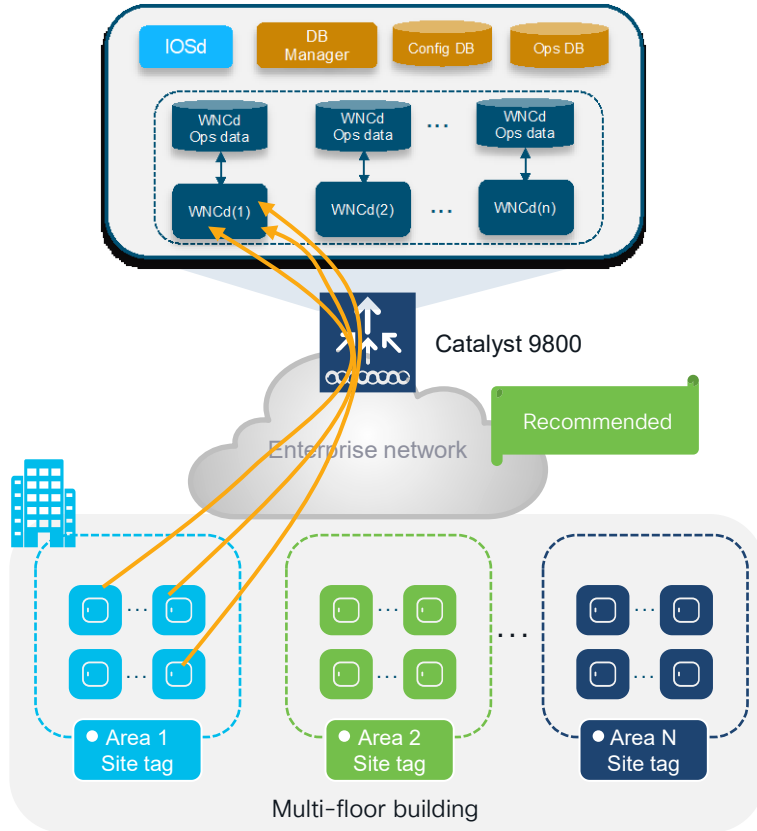 IOSd
DB
Manager
Config DB
Ops DB
WNCd
Ops data
WNCd
Ops data
...
WNCd
Ops data
WNCd(1)
WNCd(2)
...
WNCd(n)
Catalyst 9800
Recommended
Enterprise network
... ... ...
...
... ... ...
Area 1
Site tag
Area 2
Site tag
Area N
Site tag
Multi-floor building